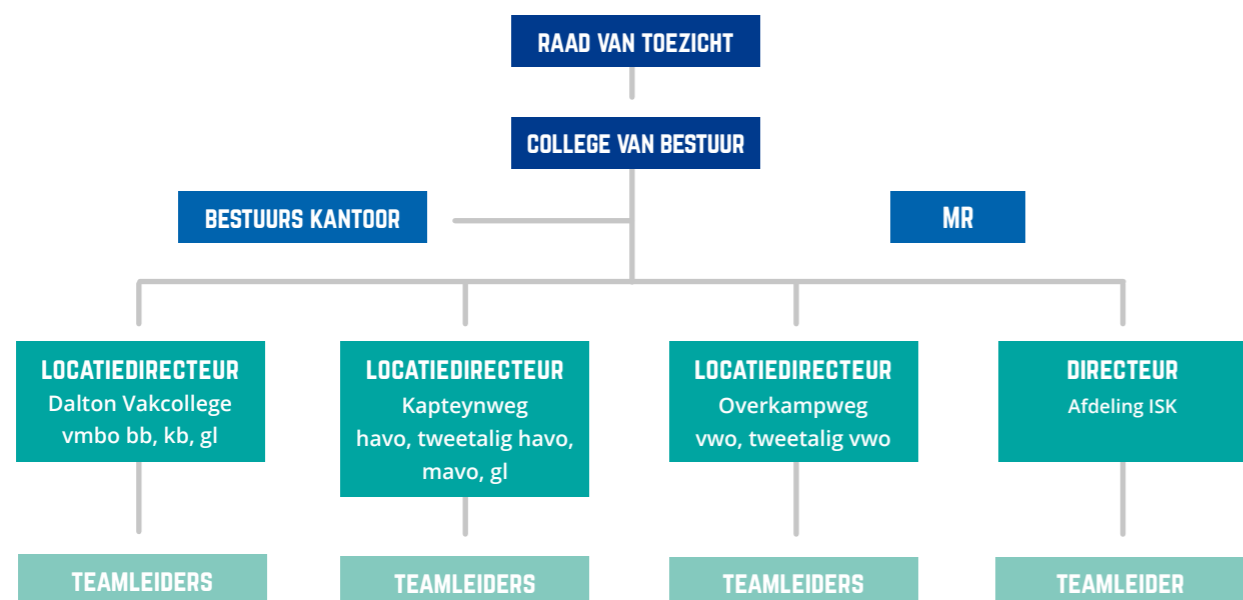 RAAD VAN TOEZICHT
COLLEGE VAN BESTUUR
BESTUURS KANTOOR
MR
LOCATIEDIRECTEUR
Dalton Vakcollege
vmbo bb, kb, gl
LOCATIEDIRECTEUR
Kapteynweg
havo, tweetalig havo,
mavo, gl
LOCATIEDIRECTEUR
Overkampweg
vwo, tweetalig vwo
DIRECTEUR
Afdeling ISK
TEAMLEIDERS
TEAMLEIDERS
TEAMLEIDERS
TEAMLEIDER